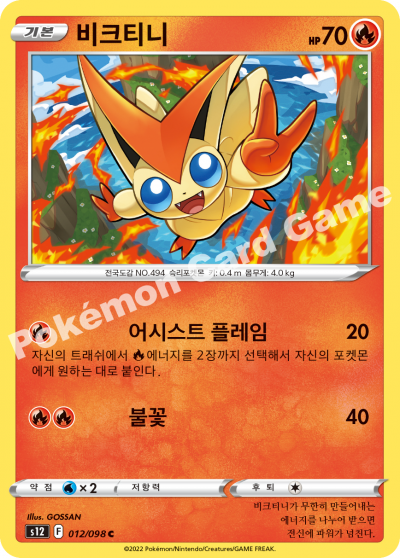 기본 비크티니 HP 70
전국도감 NO.494 승리포켓몬 키: 0.4 m 몸무게: 4.0 kg
Pokémon Card Game
어시스트 플레임 20
자신의 트래쉬에서 에너지를 2장까지 선택해서 자신의 포켓몬
에게 원하는 대로 붙인다.
불꽃 40
약점 ×2 저항력 후퇴
Illus. GOSSAN
s12 F 012/098 C
비크티니가 무한히 만들어내는
에너지를 나누어 받으면
전신에 파워가 넘친다.
©2022 Pokémon/Nintendo/Creatures/GAME FREAK.